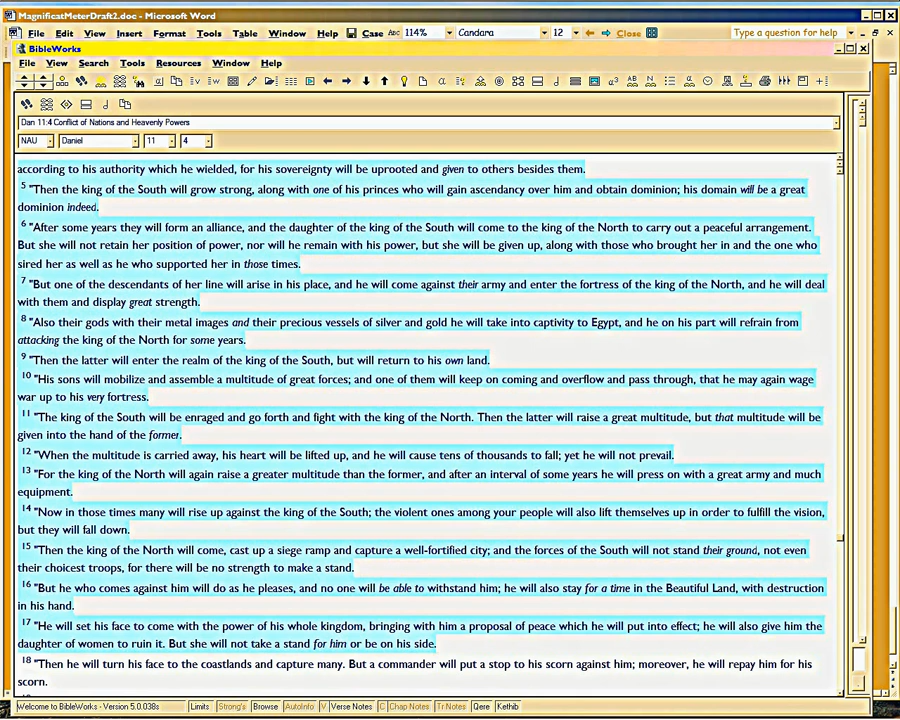 MagnificatMeterDraft2.doc - Microsoft Word
File Edit View Insert Format Tools Table Window Help Case ABC 114% Candara 12 Close Type a question for help
BibleWorks
File View Search Tools Resources Window Help
Dan 11:4 Conflict of Nations and Heavenly Powers
NAU Daniel 11 4
according to his authority which he wielded, for his sovereignty will be uprooted and given to others besides them.
5 "Then the king of the South will grow strong, along with one of his princes who will gain ascendancy over him and obtain dominion; his domain will be a great
dominion indeed.
6 "After some years they will form an alliance, and the daughter of the king of the South will come to the king of the North to carry out a peaceful arrangement.
But she will not retain her position of power, nor will he remain with his power, but she will be given up, along with those who brought her in and the one who
sired her as well as he who supported her in those times.
7 "But one of the descendants of her line will arise in his place, and he will come against their army and enter the fortress of the king of the North, and he will deal
with them and display great strength.
8 "Also their gods with their metal images and their precious vessels of silver and gold he will take into captivity to Egypt, and he on his part will refrain from
attacking the king of the North for some years.
9 "Then the latter will enter the realm of the king of the South, but will return to his own land.
10 "His sons will mobilize and assemble a multitude of great forces; and one of them will keep on coming and overflow and pass through, that he may again wage
war up to his very fortress.
11 "The king of the South will be enraged and go forth and fight with the king of the North. Then the latter will raise a great multitude, but that multitude will be
given into the hand of the former.
12 "When the multitude is carried away, his heart will be lifted up, and he will cause tens of thousands to fall; yet he will not prevail.
13 "For the king of the North will again raise a greater multitude than the former, and after an interval of some years he will press on with a great army and much
equipment.
14 "Now in those times many will rise up against the king of the South; the violent ones among your people will also lift themselves up in order to fulfill the vision,
but they will fall down.
15 "Then the king of the North will come, cast up a siege ramp and capture a well-fortified city; and the forces of the South will not stand their ground, not even
their choicest troops, for there will be no strength to make a stand.
16 "But he who comes against him will do as he pleases, and no one will be able to withstand him; he will also stay for a time in the Beautiful Land, with destruction
in his hand.
17 "He will set his face to come with the power of his whole kingdom, bringing with him a proposal of peace which he will put into effect; he will also give him the
daughter of women to ruin it. But she will not take a stand for him or be on his side.
18 "Then he will turn his face to the coastlands and capture many. But a commander will put a stop to his scorn against him; moreover, he will repay him for his
scorn.
Welcome to BibleWorks - Version 5.0.038s Limits Strong's Browse AutoInfo V Verse Notes C Chap Notes Tr Notes Qere Kethib